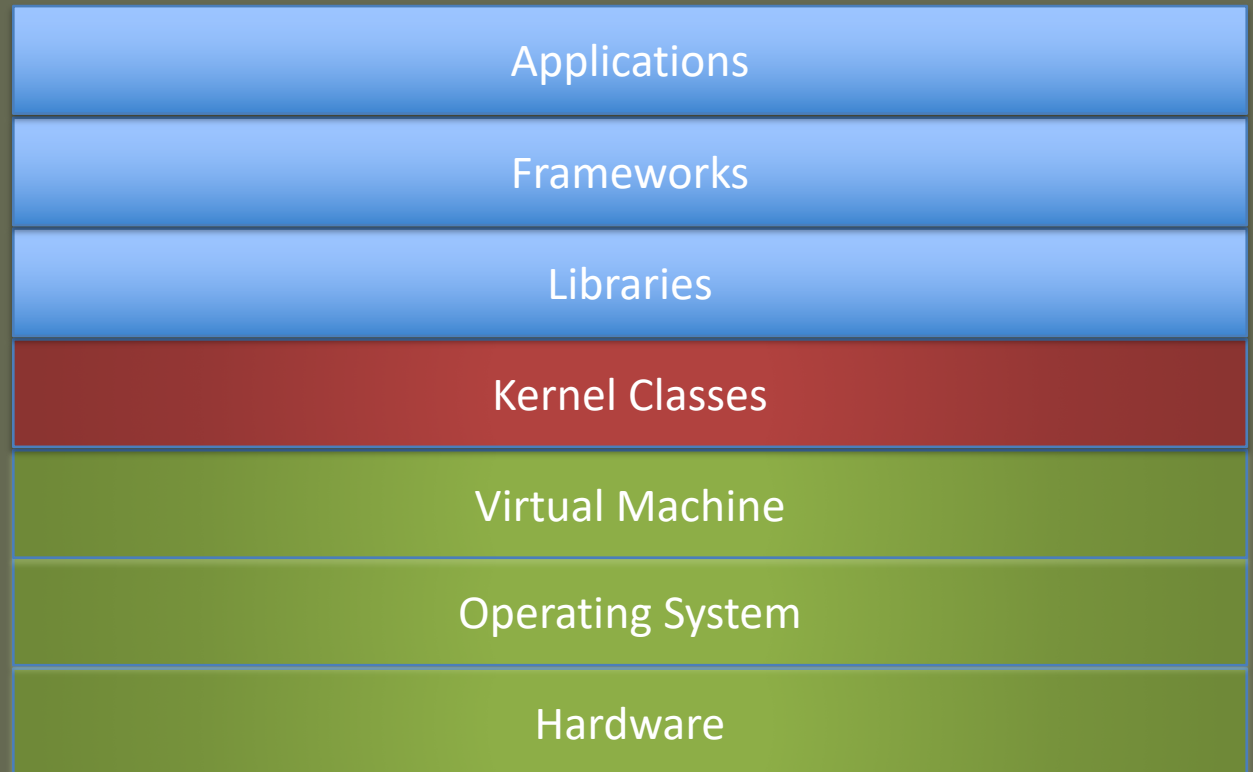 Applications
Frameworks
Libraries
Kernel Classes
Virtual Machine
Operating System
Hardware